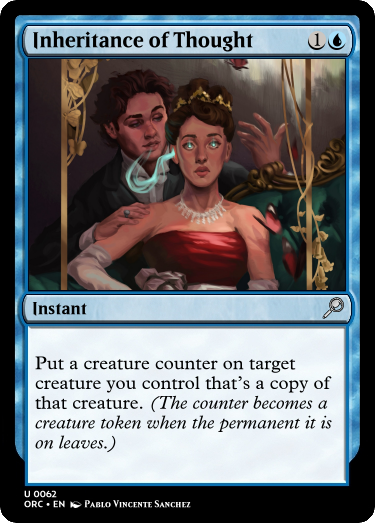 Inheritance of Thought 1
Instant
Put a creature counter on target
creature you control that's a copy of
that creature. (The counter becomes a
creature token when the permanent it is
on leaves.)
U 0062
ORC • EN Pablo Vincente Sanchez